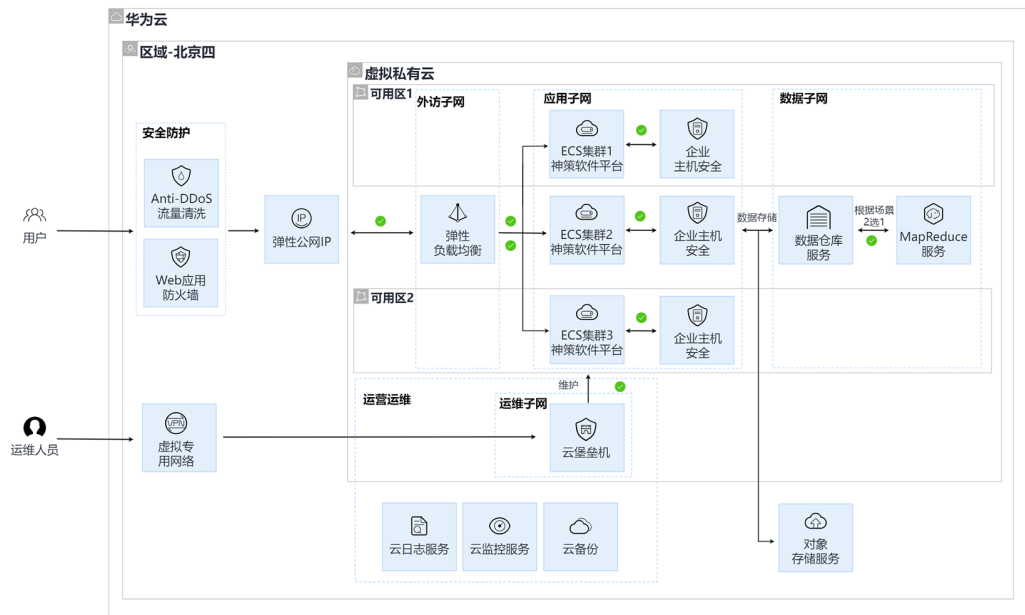 华为云
区域-北京四
虚拟私有云
可用区1
外访子网
应用子网
数据子网
安全防护
Anti-DDoS
流量清洗
Web应用
防火墙
用户
IP
弹性公网IP
弹性
负载均衡
ECS集群1
神策软件平台
企业
主机安全
ECS集群2
神策软件平台
企业主机
安全
数据存储
数据仓库
服务
根据场景
2选1
MapReduce
服务
可用区2
ECS集群3
神策软件平台
企业主机
安全
维护
运营运维
运维子网
运维人员
VPN
虚拟专
用网络
云堡垒机
云日志服务
云监控服务
云备份
对象
存储服务